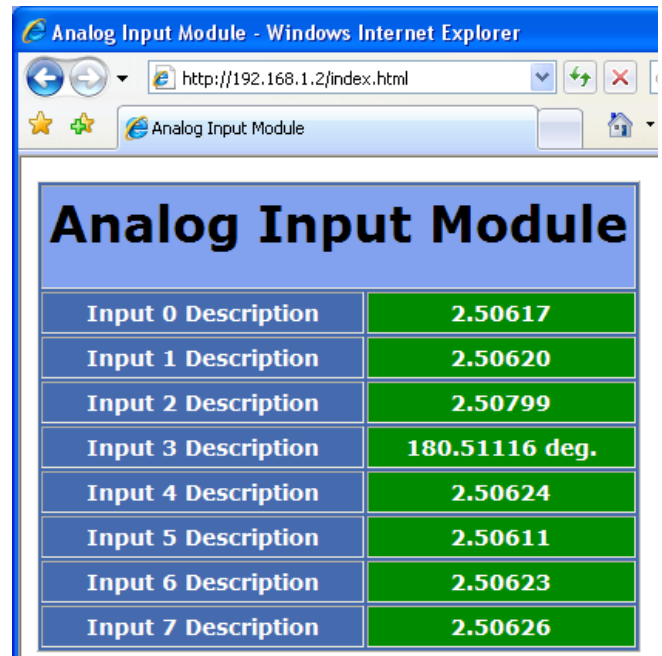 Analog Input Module - Windows Internet Explorer
http://192.168.1.2/index.html
Analog Input Module
Analog Input Module
Input 0 Description 2.50617
Input 1 Description 2.50620
Input 2 Description 2.50799
Input 3 Description 180.51116 deg.
Input 4 Description 2.50624
Input 5 Description 2.50611
Input 6 Description 2.50623
Input 7 Description 2.50626